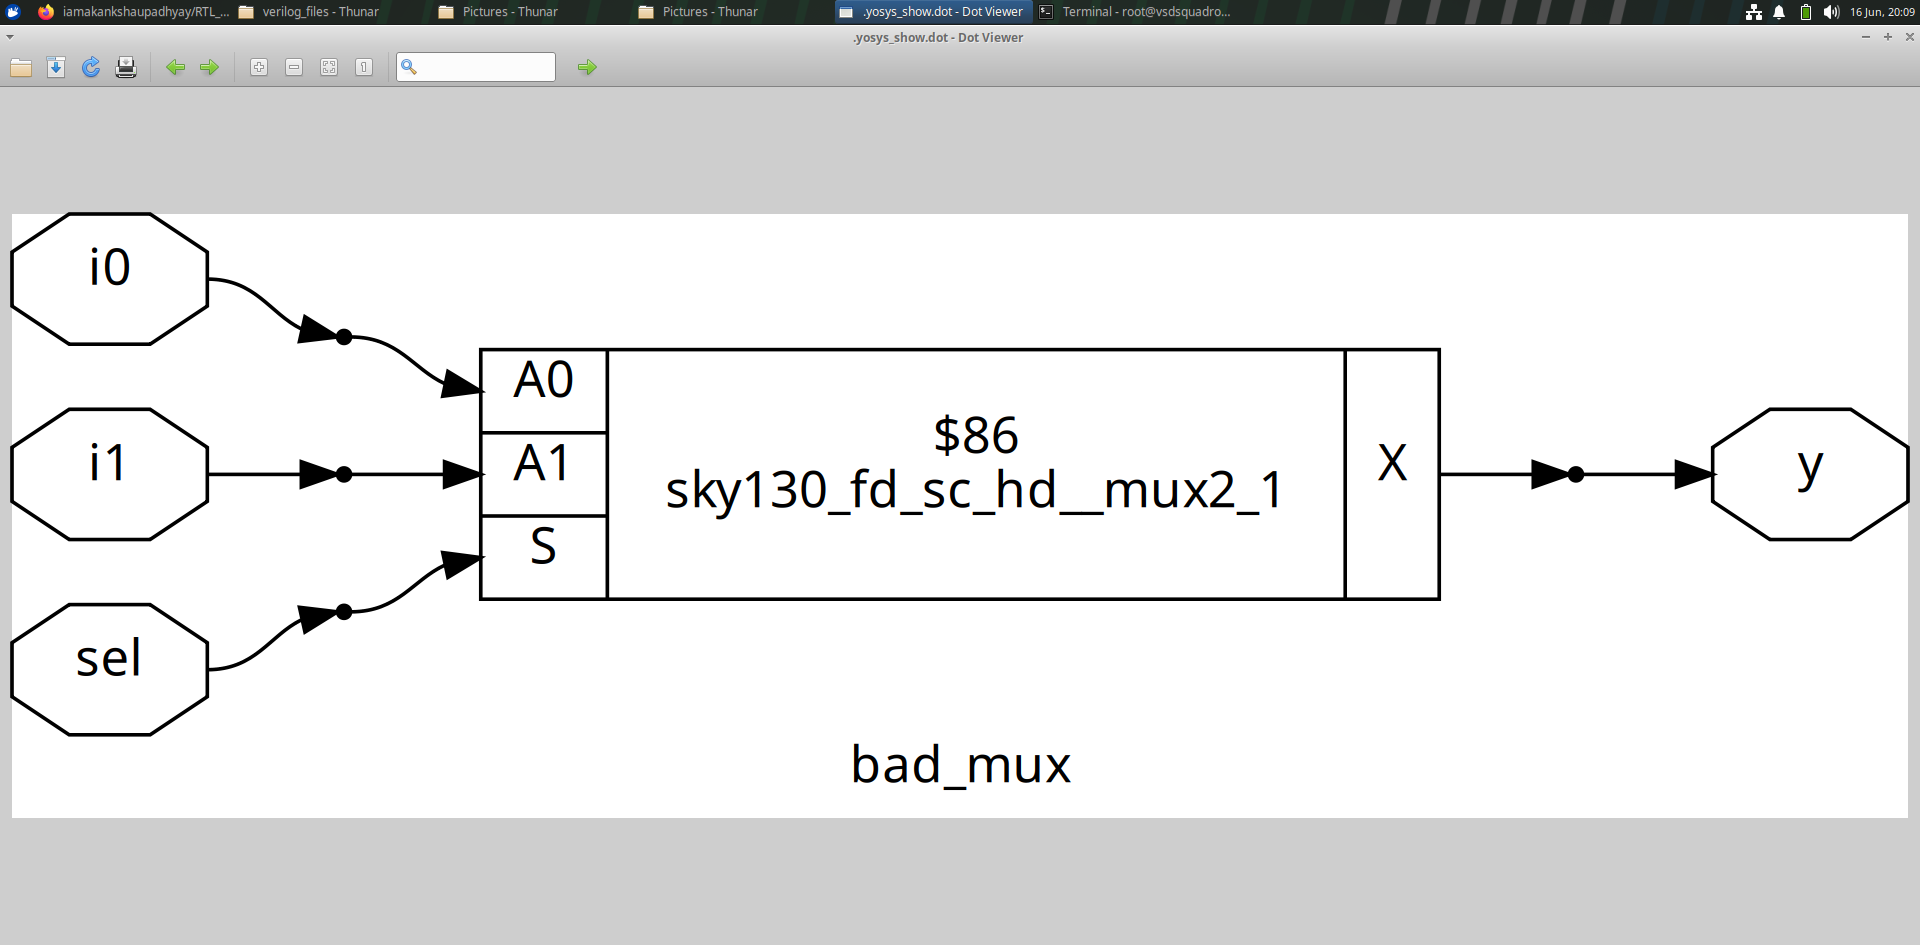 iamakankshaupadhyay/RTL_...
verilog_files - Thunar
Pictures - Thunar
Pictures - Thunar
.yosys_show.dot - Dot Viewer
Terminal - root@vsdsquadro...
16 Jun, 20:09
.yosys_show.dot - Dot Viewer
i0
i1
sel
A0
A1
S
$86
sky130_fd_sc_hd__mux2_1
X
y
bad_mux